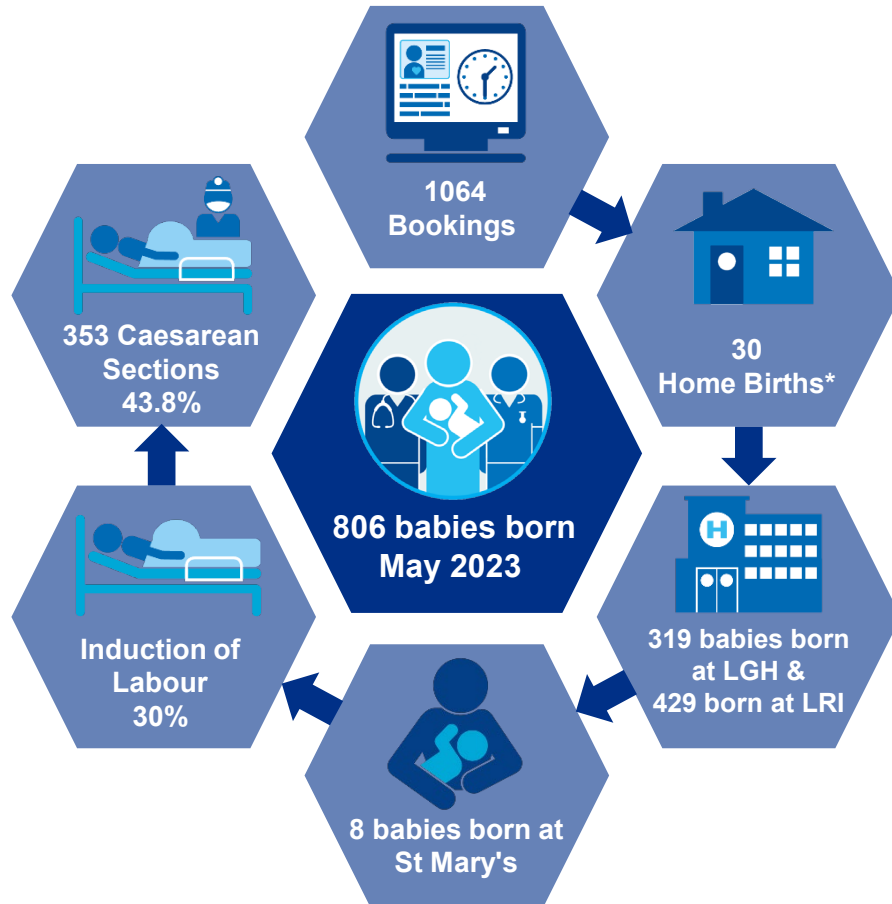 1064
Bookings
30
Home Births*
319 babies born
at LGH &
429 born at LRI
8 babies born at
St Mary's
Induction of
Labour
30%
353 Caesarean
Sections
43.8%
806 babies born
May 2023
H